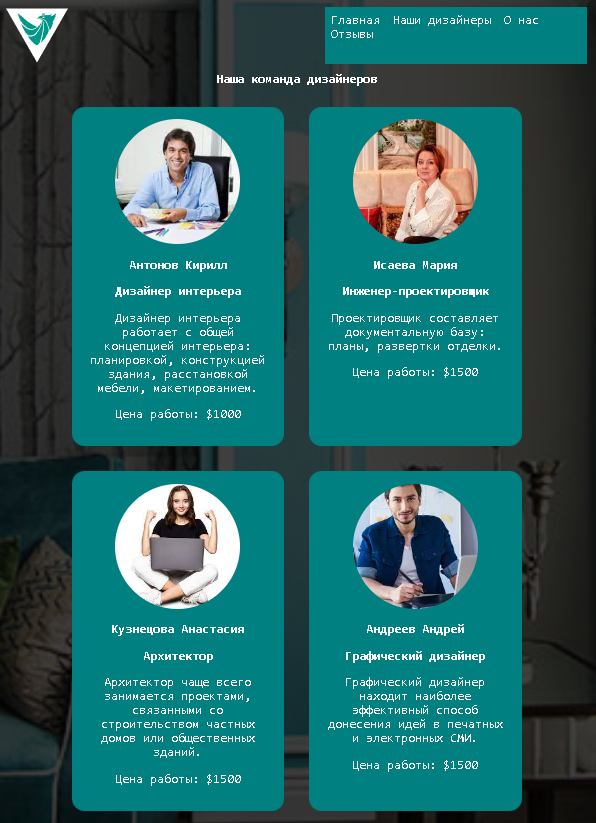 Главная Наши дизайнеры О нас
Отзывы
Наша команда дизайнеров
Антонов Кирилл
Дизайнер интерьера
Дизайнер интерьера
работает с общей
концепцией интерьера:
планировкой, конструкцией
здания, расстановкой
мебели, макетированием.
Цена работы: $1000
Исаева Мария
Инженер-проектировщик
Проектировщик составляет
документальную базу:
планы, развертки отделки.
Цена работы: $1500
Кузнецова Анастасия
Архитектор
Архитектор чаще всего
занимается проектами,
связанными со
строительством частных
домов или общественных
зданий.
Цена работы: $1500
Андреев Андрей
Графический дизайнер
Графический дизайнер
находит наиболее
эффективный способ
донесения идей в печатных
и электронных СМИ.
Цена работы: $1500